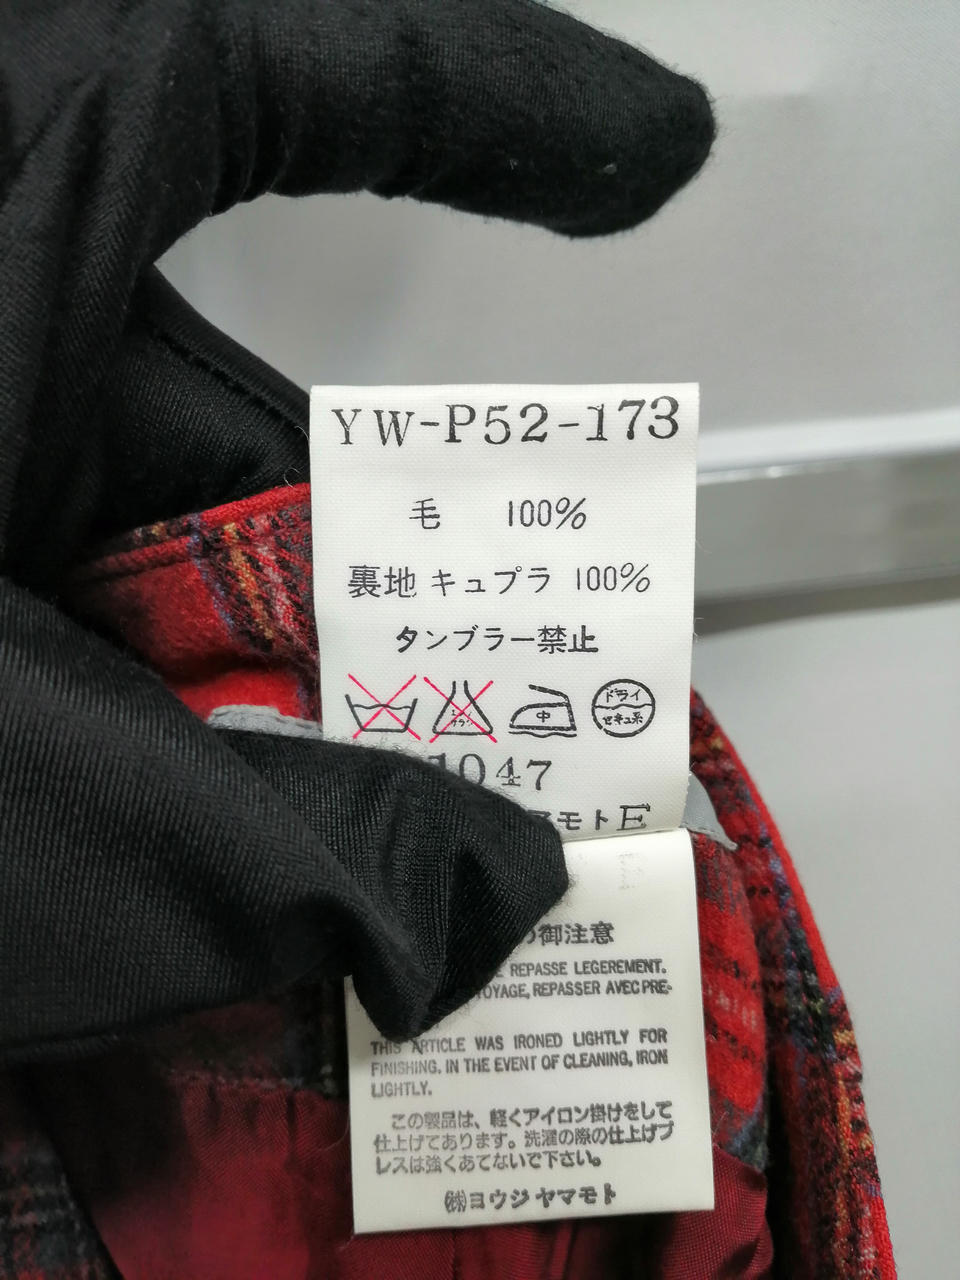 YW-P52-173
毛 100%
裏地 キュプラ 100%
タンブラー禁止
中
ドライ
セキユ系
1047
マモト E
の御注意
REPASSE LEGEREMENT.
TOYAGE, REPASSER AVEC PRE-
THIS ARTICLE WAS IRONED LIGHTLY FOR
FINISHING. IN THE EVENT OF CLEANING, IRON
LIGHTLY.
この製品は、軽くアイロン掛けをして
仕上げてあります。洗濯の際の仕上げプ
レスは強くあてないで下さい。
㈱ヨウジ ヤマモト